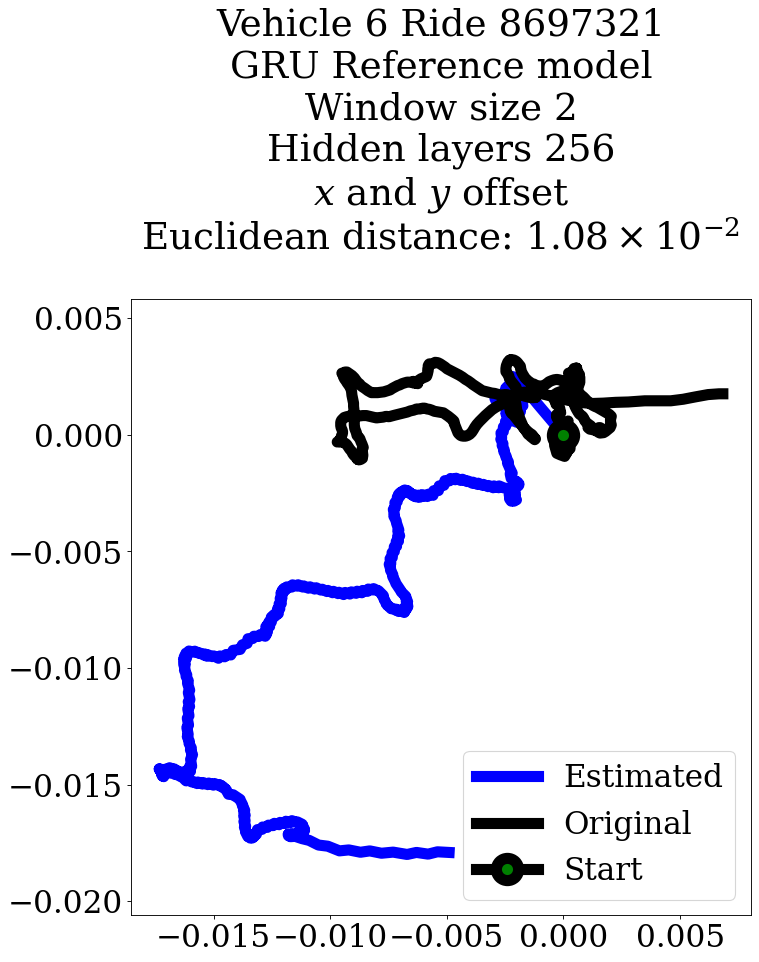 Vehicle 6 Ride 8697321
GRU Reference model
Window size 2
Hidden layers 256
x and y offset
Euclidean distance: 1.08 × 10⁻²
0.005
0.000
−0.005
−0.010
−0.015
−0.020
Estimated
Original
Start
−0.015 −0.010 −0.005 0.000 0.005